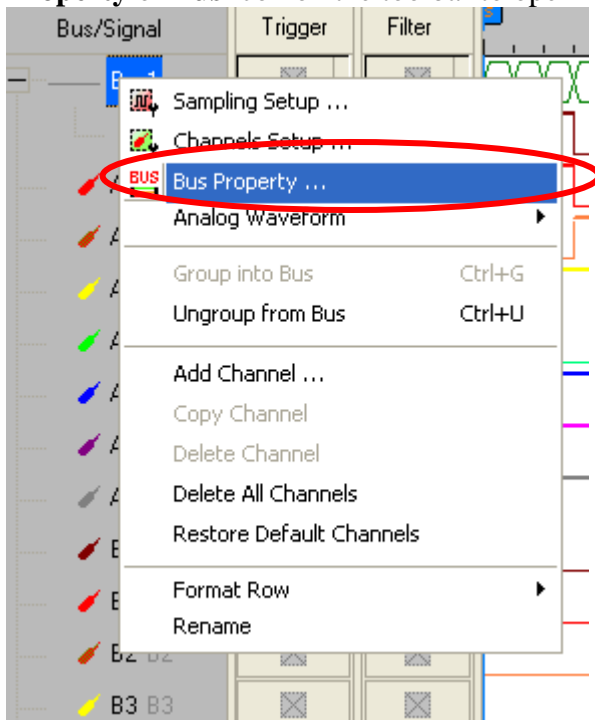 Bus/Signal Trigger Filter
Sampling Setup ...
Channels Setup ...
BUS Bus Property ...
Analog Waveform
Group into Bus Ctrl+G
Ungroup from Bus Ctrl+U
Add Channel ...
Copy Channel
Delete Channel
Delete All Channels
Restore Default Channels
Format Row
Rename
B2 B2
B3 B3